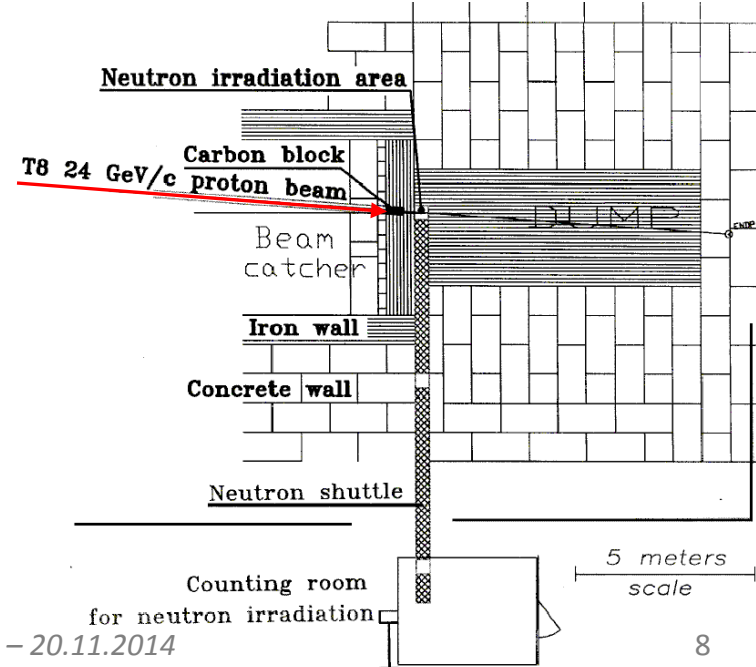 Neutron irradiation area
Carbon block
T8 24 GeV/c proton beam
DUMP
ENDP
Beam
catcher
Iron wall
Concrete wall
Neutron shuttle
5 meters
scale
Counting room
for neutron irradiation
– 20.11.2014
8